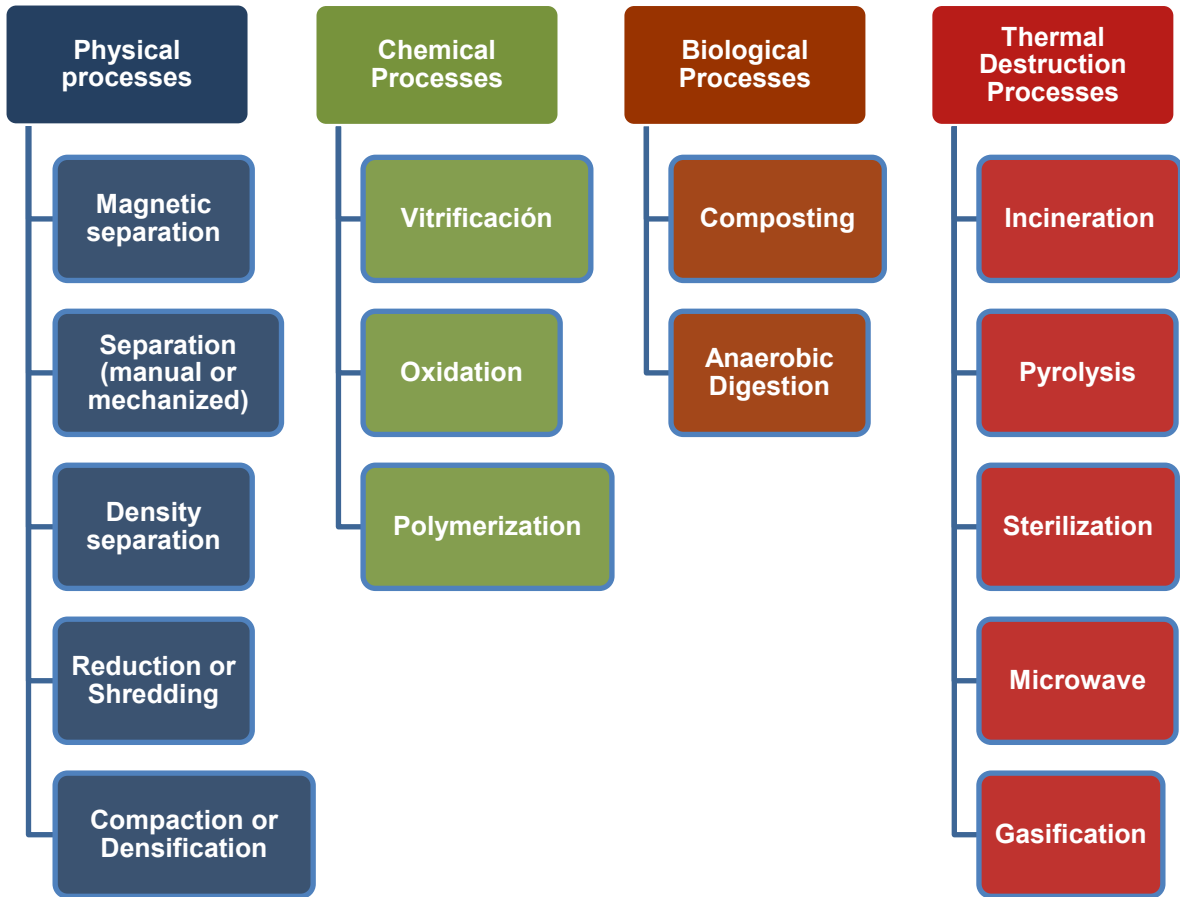 Physical
processes
Magnetic
separation
Separation
(manual or
mechanized)
Density
separation
Reduction or
Shredding
Compaction or
Densification
Chemical
Processes
Vitrificación
Oxidation
Polymerization
Biological
Processes
Composting
Anaerobic
Digestion
Thermal
Destruction
Processes
Incineration
Pyrolysis
Sterilization
Microwave
Gasification